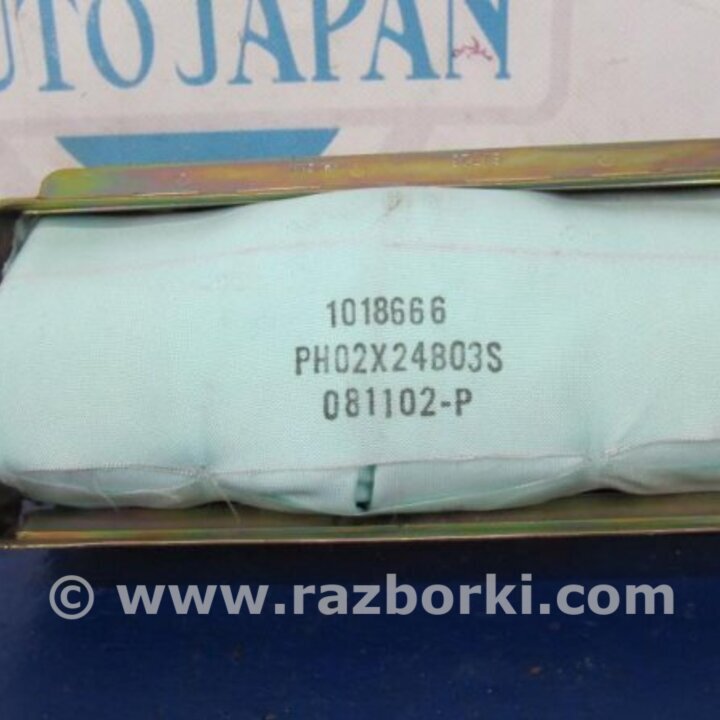 UTO JAPAN
1018666
PH02X24803S
081102-P
© www.razborki.com